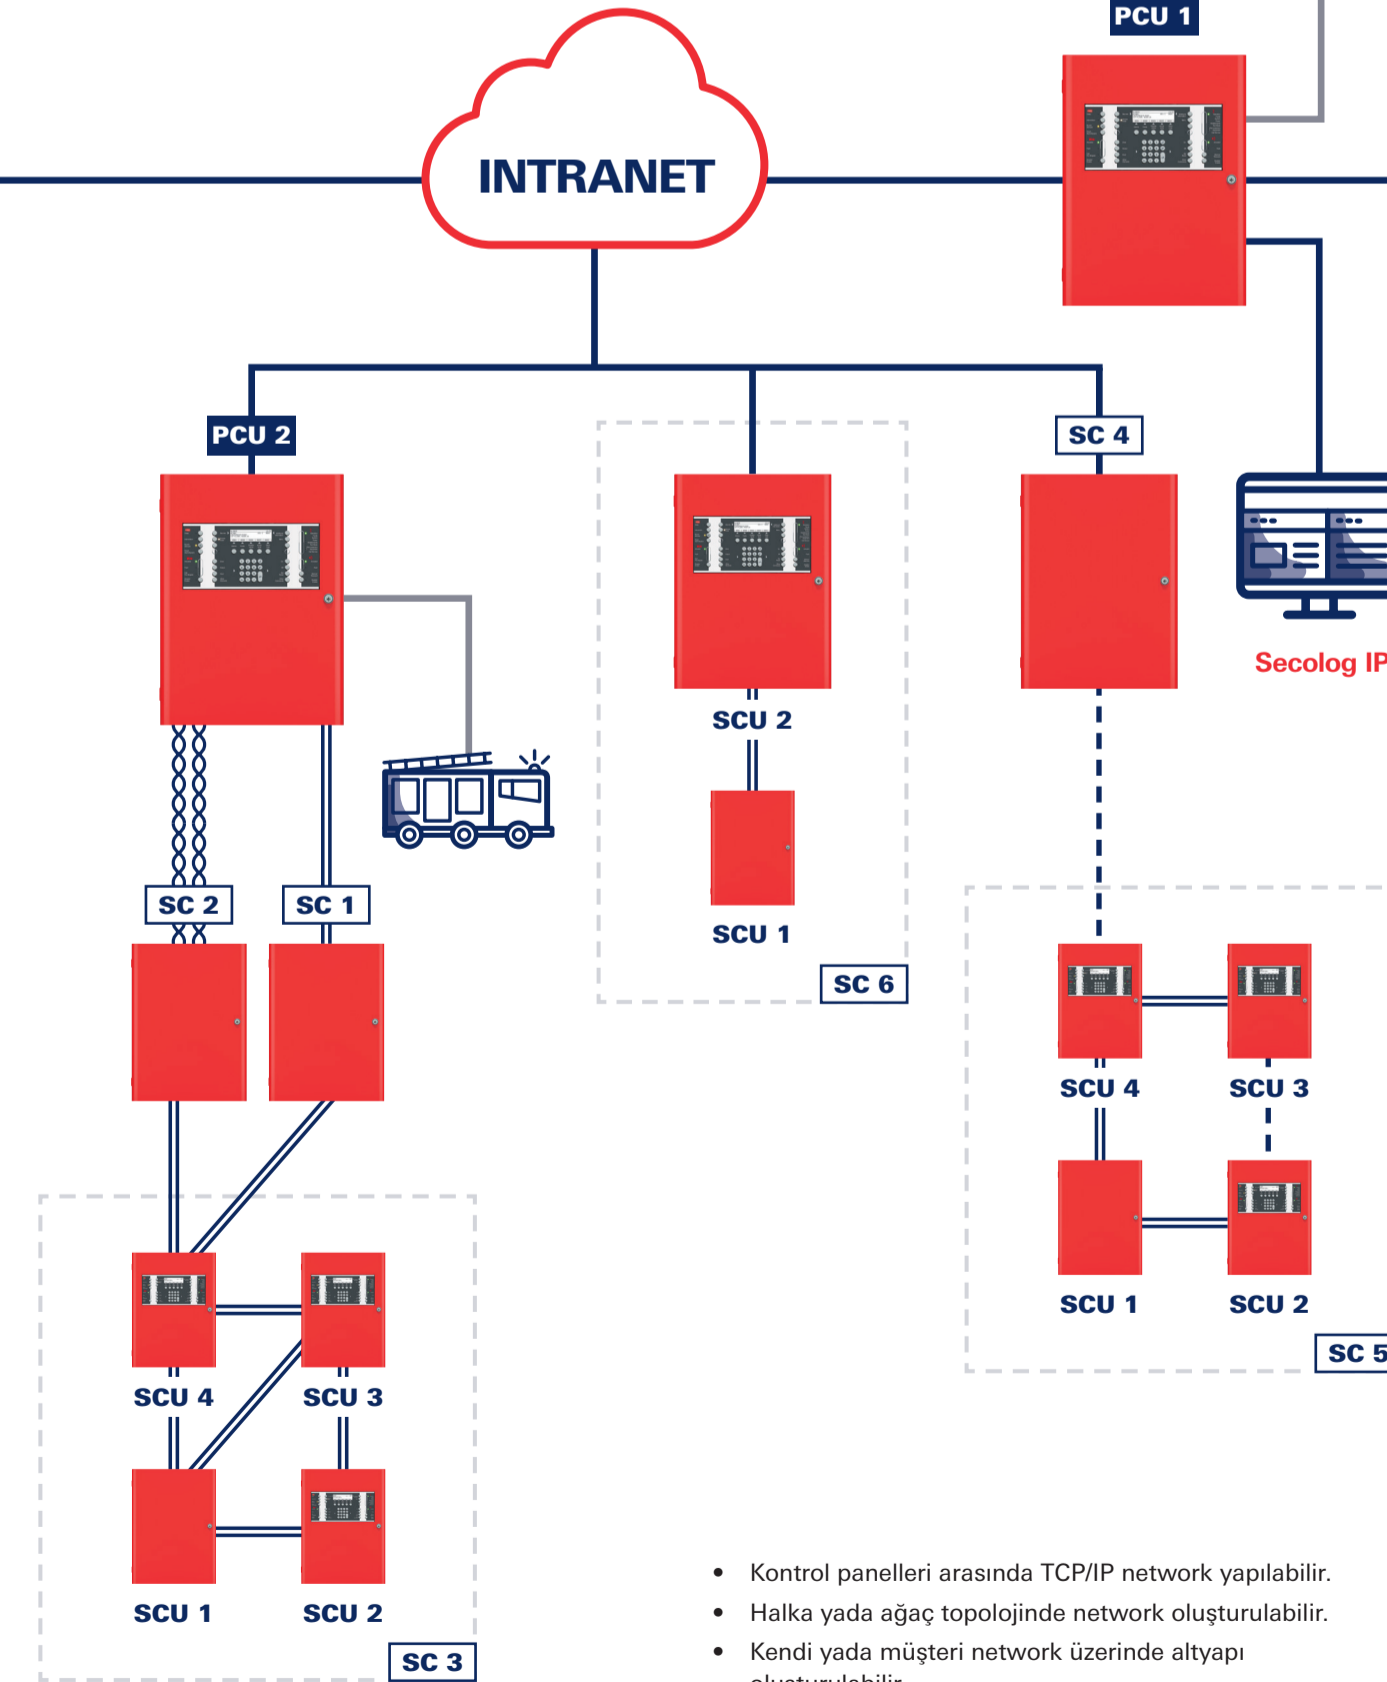 PCU 1
INTRANET
PCU 2
SC 4
Secolog IP
SCU 2
SC 2
SC 1
SCU 1
SC 6
SCU 4
SCU 3
SCU 1
SCU 2
SC 5
SCU 4
SCU 3
SCU 1
SCU 2
SC 3
• Kontrol panelleri arasında TCP/IP network yapılabilir.
• Halka yada ağaç topolojinde network oluşturulabilir.
• Kendi yada müşteri network üzerinde altyapı
oluşturulabilir